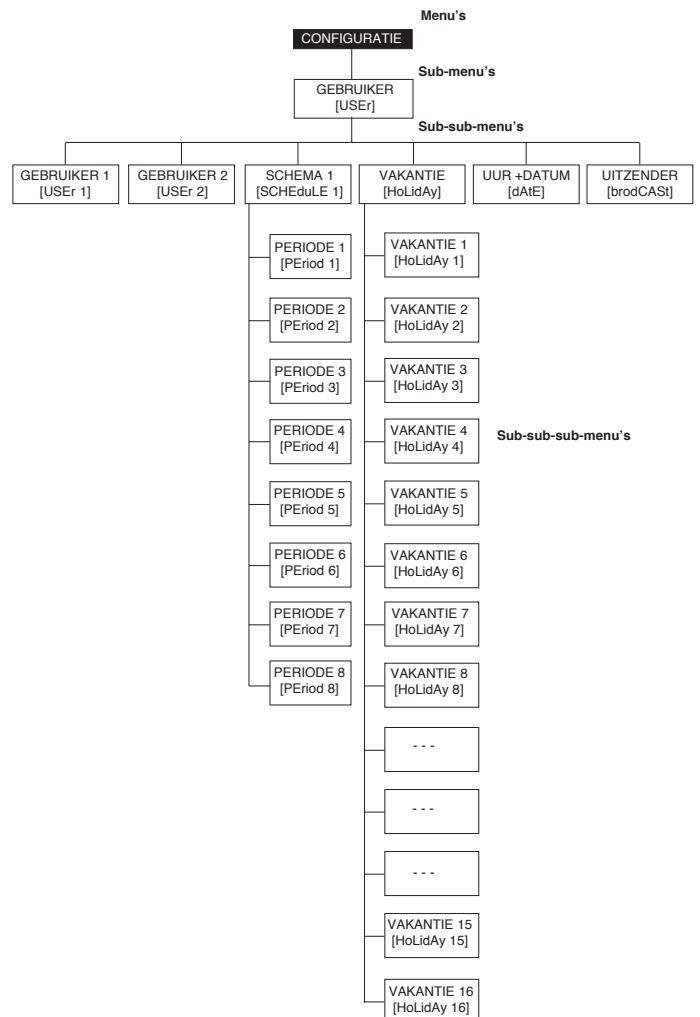 Menu's
CONFIGURATIE
Sub-menu's
GEBRUIKER
[USEr]
Sub-sub-menu's
GEBRUIKER 1
[USEr 1]
GEBRUIKER 2
[USEr 2]
SCHEMA 1
[SCHEduLE 1]
VAKANTIE
[HoLidAy]
UUR +DATUM
[dAtE]
UITZENDER
[brodCASt]
PERIODE 1
[PEriod 1]
PERIODE 2
[PEriod 2]
PERIODE 3
[PEriod 3]
PERIODE 4
[PEriod 4]
PERIODE 5
[PEriod 5]
PERIODE 6
[PEriod 6]
PERIODE 7
[PEriod 7]
PERIODE 8
[PEriod 8]
VAKANTIE 1
[HoLidAy 1]
VAKANTIE 2
[HoLidAy 2]
VAKANTIE 3
[HoLidAy 3]
VAKANTIE 4
[HoLidAy 4]
VAKANTIE 5
[HoLidAy 5]
VAKANTIE 6
[HoLidAy 6]
VAKANTIE 7
[HoLidAy 7]
VAKANTIE 8
[HoLidAy 8]
- - -
- - -
- - -
VAKANTIE 15
[HoLidAy 15]
VAKANTIE 16
[HoLidAy 16]
Sub-sub-sub-menu's